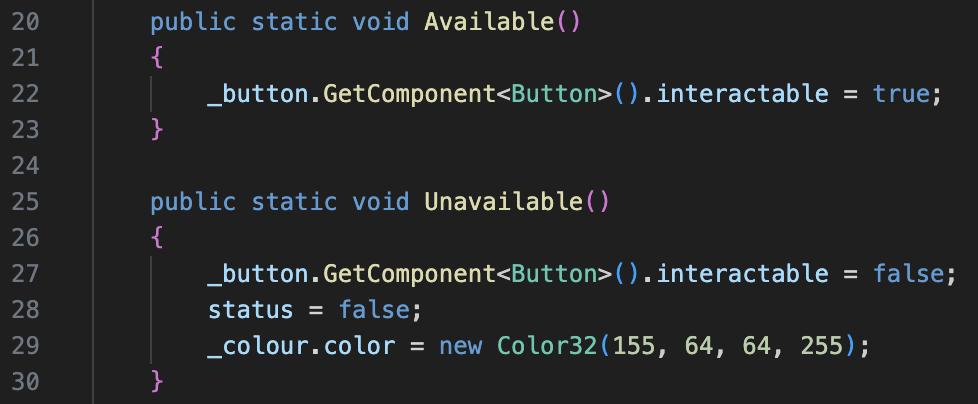 20 public static void Available()
21 {
22 _button.GetComponent<Button>().interactable = true;
23 }
24
25 public static void Unavailable()
26 {
27 _button.GetComponent<Button>().interactable = false;
28 status = false;
29 _colour.color = new Color32(155, 64, 64, 255);
30 }